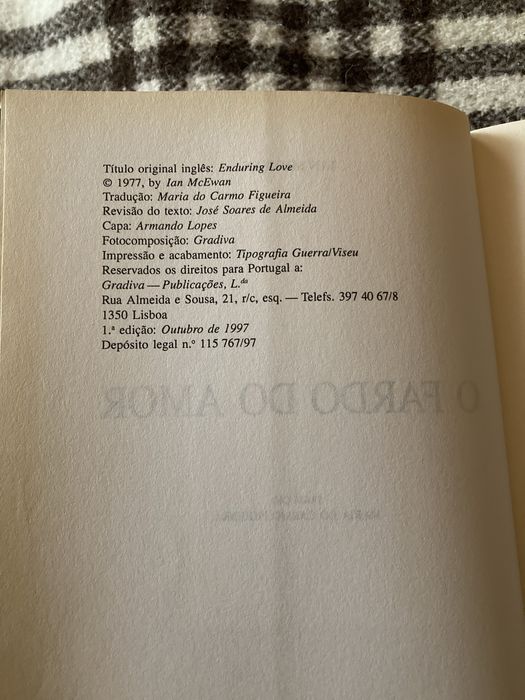 Título original inglês: Enduring Love
© 1977, by Ian McEwan
Tradução: Maria do Carmo Figueira
Revisão do texto: José Soares de Almeida
Capa: Armando Lopes
Fotocomposição: Gradiva
Impressão e acabamento: Tipografia Guerra/Viseu
Reservados os direitos para Portugal a:
Gradiva — Publicações, L.da
Rua Almeida e Sousa, 21, r/c, esq. — Telefs. 397 40 67/8
1350 Lisboa
1.ª edição: Outubro de 1997
Depósito legal n.º 115 767/97
O FARDO DO AMOR